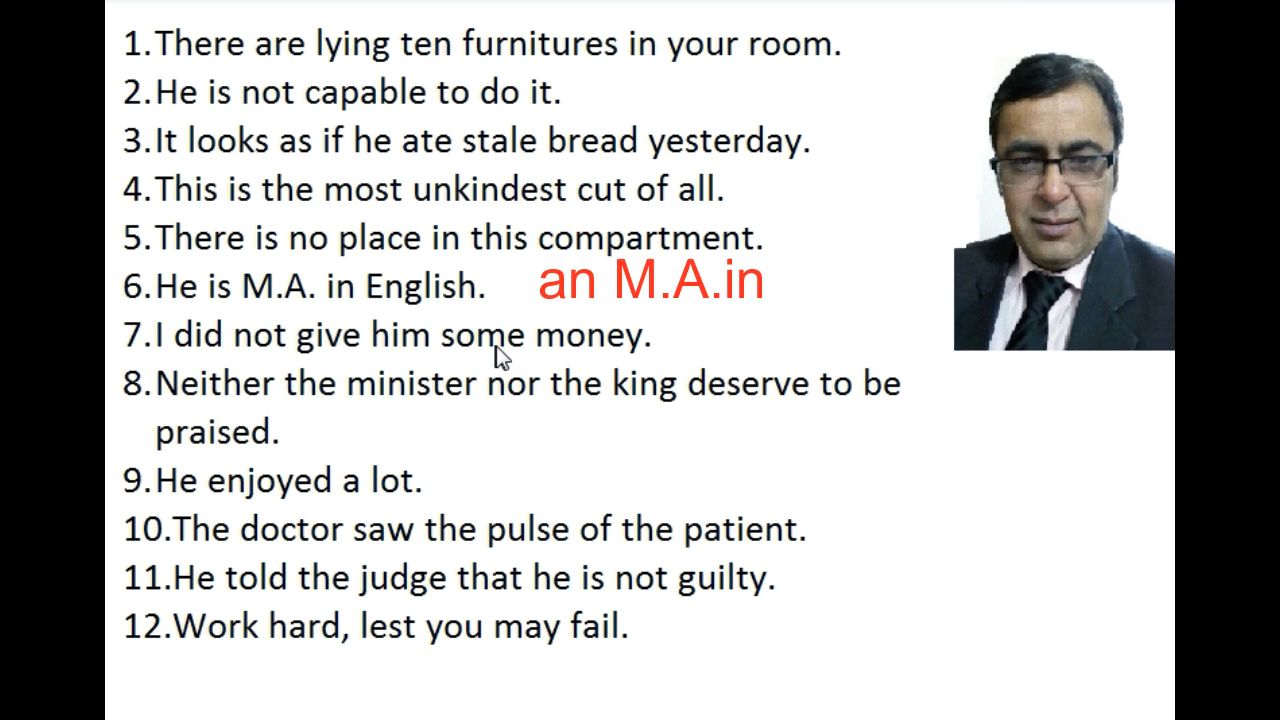 1.There are lying ten furnitures in your room.
2.He is not capable to do it.
3.It looks as if he ate stale bread yesterday.
4.This is the most unkindest cut of all.
5.There is no place in this compartment.
6.He is M.A. in English. an M.A.in
7.I did not give him some money.
8.Neither the minister nor the king deserve to be
praised.
9.He enjoyed a lot.
10.The doctor saw the pulse of the patient.
11.He told the judge that he is not guilty.
12.Work hard, lest you may fail.